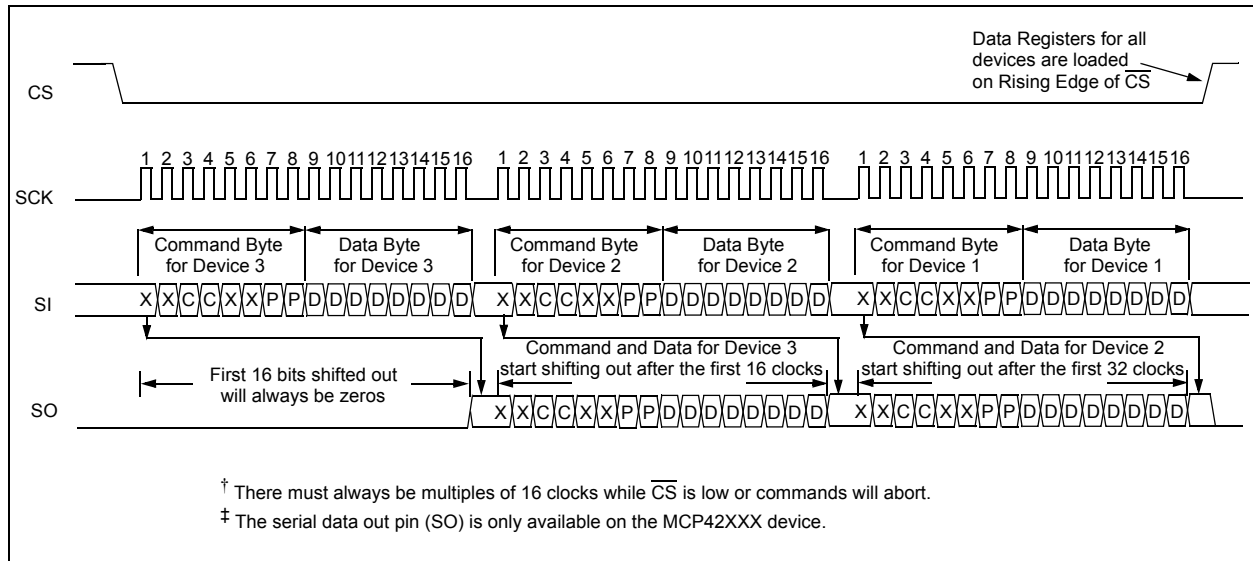 Data Registers for all
devices are loaded
on Rising Edge of CS
CS
1 2 3 4 5 6 7 8 9 10 11 12 13 14 15 16 1 2 3 4 5 6 7 8 9 10 11 12 13 14 15 16 1 2 3 4 5 6 7 8 9 10 11 12 13 14 15 16
SCK
Command Byte
for Device 3
Data Byte
for Device 3
Command Byte
for Device 2
Data Byte
for Device 2
Command Byte
for Device 1
Data Byte
for Device 1
SI
X X C C X X P P D D D D D D D D X X C C X X P P D D D D D D D D X X C C X X P P D D D D D D D D
First 16 bits shifted out
will always be zeros
Command and Data for Device 3
start shifting out after the first 16 clocks
Command and Data for Device 2
start shifting out after the first 32 clocks
SO
X X C C X X P P D D D D D D D D X X C C X X P P D D D D D D D D
† There must always be multiples of 16 clocks while CS is low or commands will abort.
‡ The serial data out pin (SO) is only available on the MCP42XXX device.